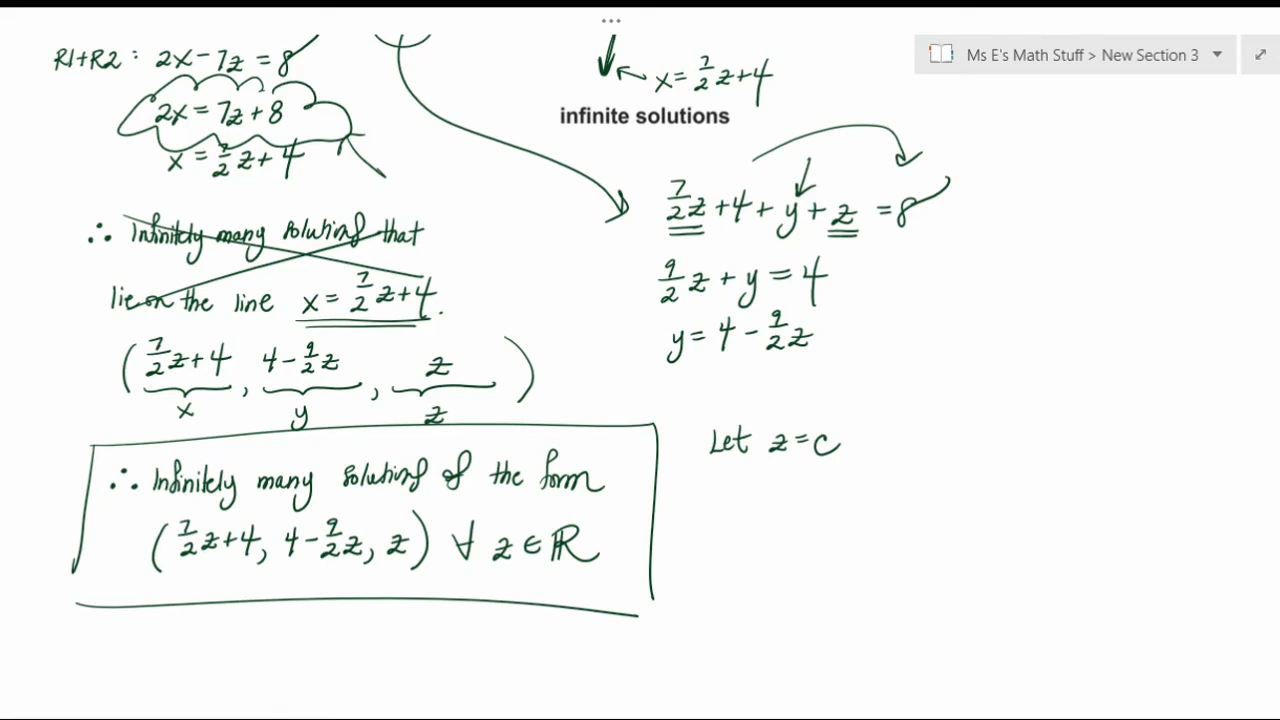 R1+R2 : 2x - 7z = 8
2x = 7z + 8
x = 7/2 z + 4
∴ Infinitely many solutions that
lie on the line x = 7/2 z + 4.
(7/2 z + 4, 4 - 9/2 z, z)
x y z
∴ Infinitely many solutions of the form
(7/2 z + 4, 4 - 9/2 z, z) ∀ z ∈ ℝ
...
x = 7/2 z + 4
infinite solutions
7/2 z + 4 + y + z = 8
9/2 z + y = 4
y = 4 - 9/2 z
Let z = c
Ms E's Math Stuff > New Section 3